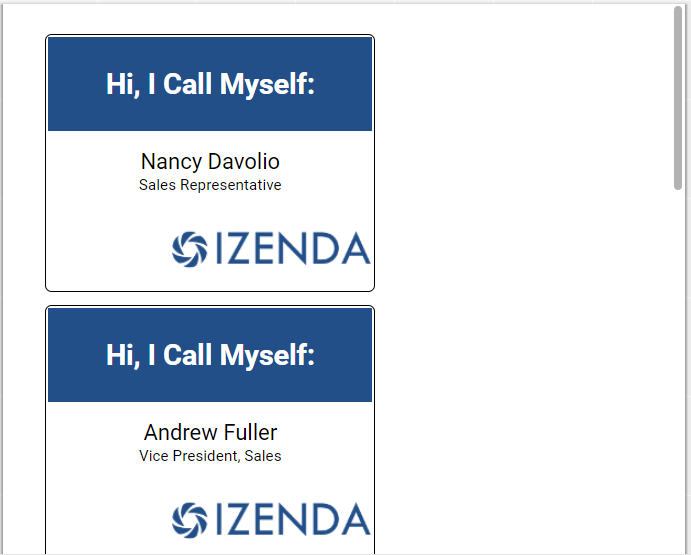 Hi, I Call Myself:
Nancy Davolio
Sales Representative
IZENDA
Hi, I Call Myself:
Andrew Fuller
Vice President, Sales
IZENDA